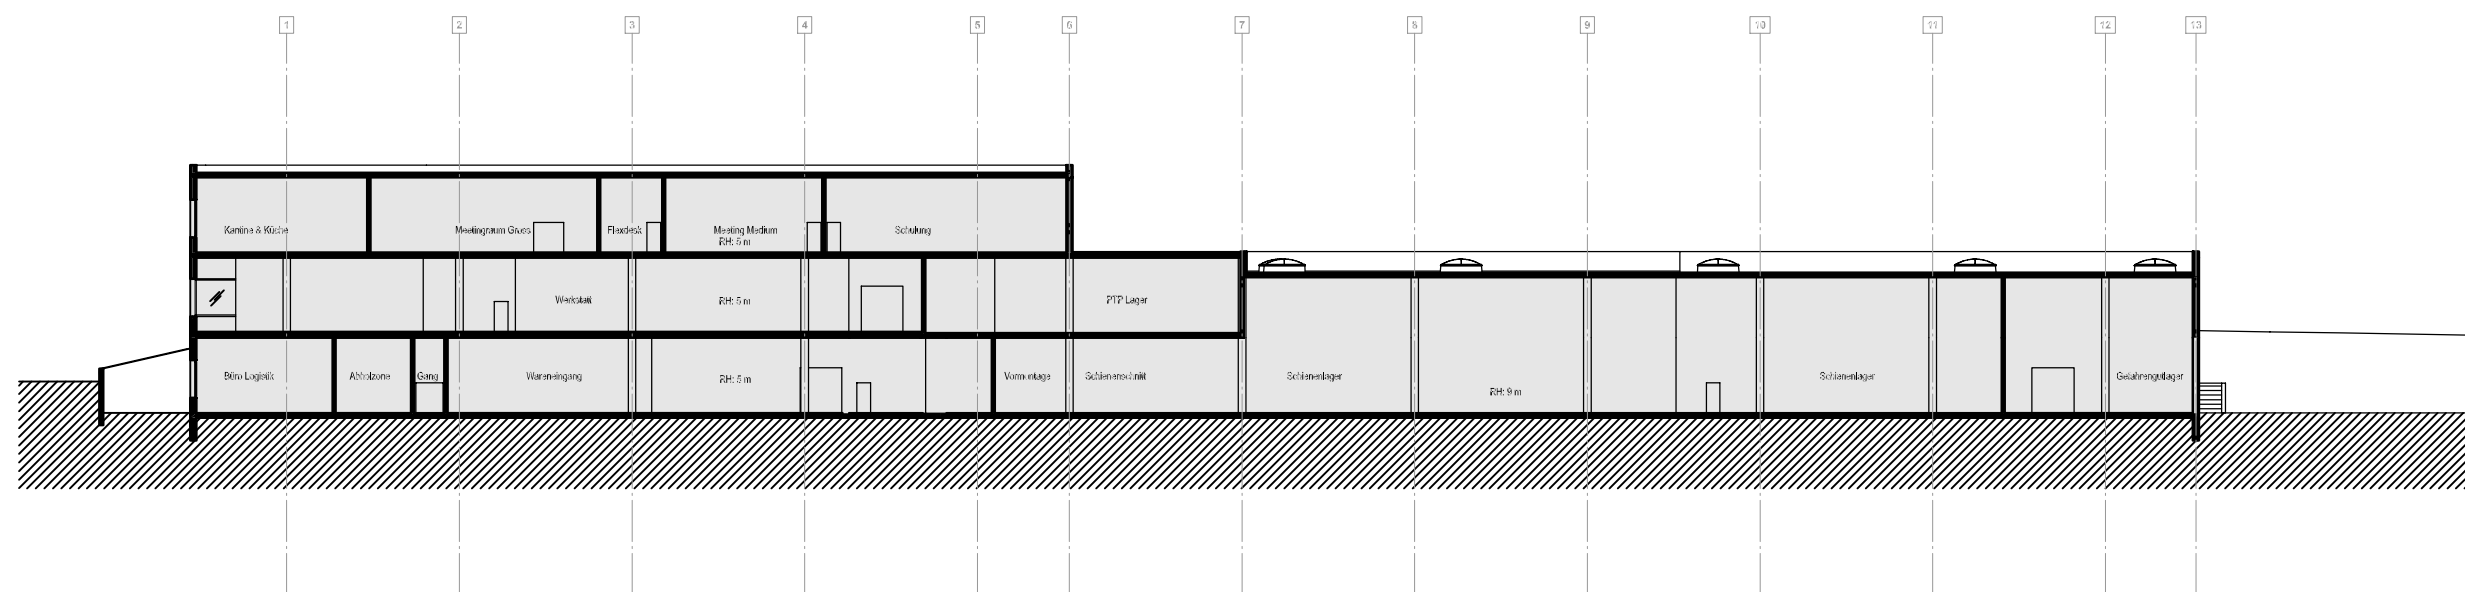 1 2 3 4 5 6 7 8 9 10 11 12 13
Kantine & Küche
Meetingraum Gross
Flexdesk
Meeting Medium
RH: 5 m
Schulung
Werkstatt
RH: 5 m
PTP Lager
Büro Logistik
Abholzone
Gang
Wareneingang
RH: 5 m
Vormontage
Schienenschnitt
Schienenlager
RH: 9 m
Schienenlager
Gefahrengutlager